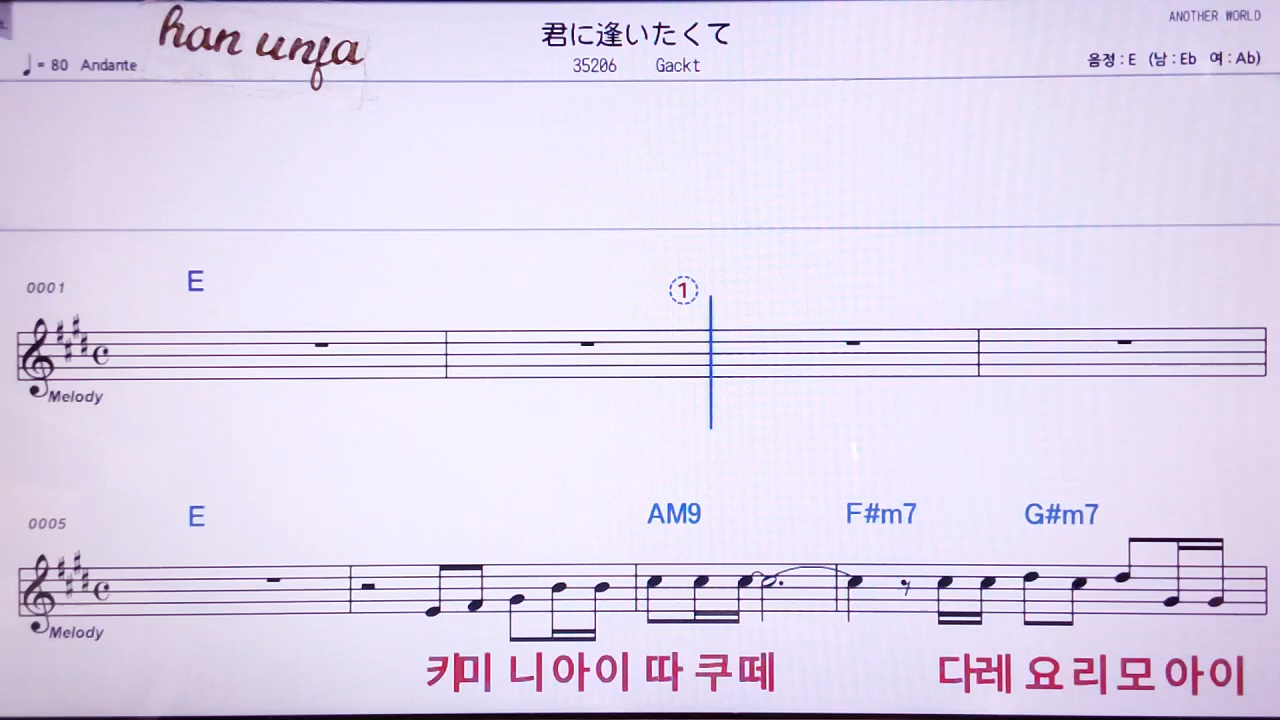 ANOTHER WORLD
han unja
君に逢いたくて
♩= 80 Andante
35206 Gackt
음정 : E (남 : Eb 여 : Ab)
0001 E ①
Melody
0005 E AM9 F#m7 G#m7
Melody
키미 니아이 따 쿠떼 다레 요 리모 아이